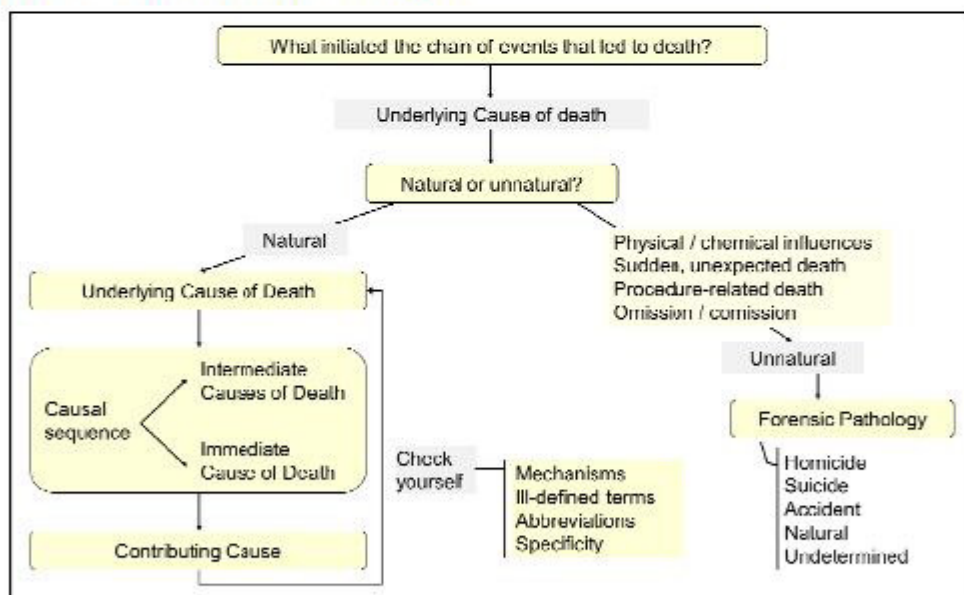 What initiated the chan of events that led to death?
Underlying Cause of death
Natural or unnatural?
Natural
Underlying Cause of Death
Causal
sequence
Intermediate
Causes of Death
Immediate
Cause of Death
Contributing Cause
Check
yourself
Mechanisms
Ill-defined terms
Abbreviations
Specificity
Physical / chemical influences
Sudden, unexpected death
Procedure-related death
Omission / comission
Unnatural
Forensic Pathology
Homicide
Suicide
Accident
Natural
Undetermined